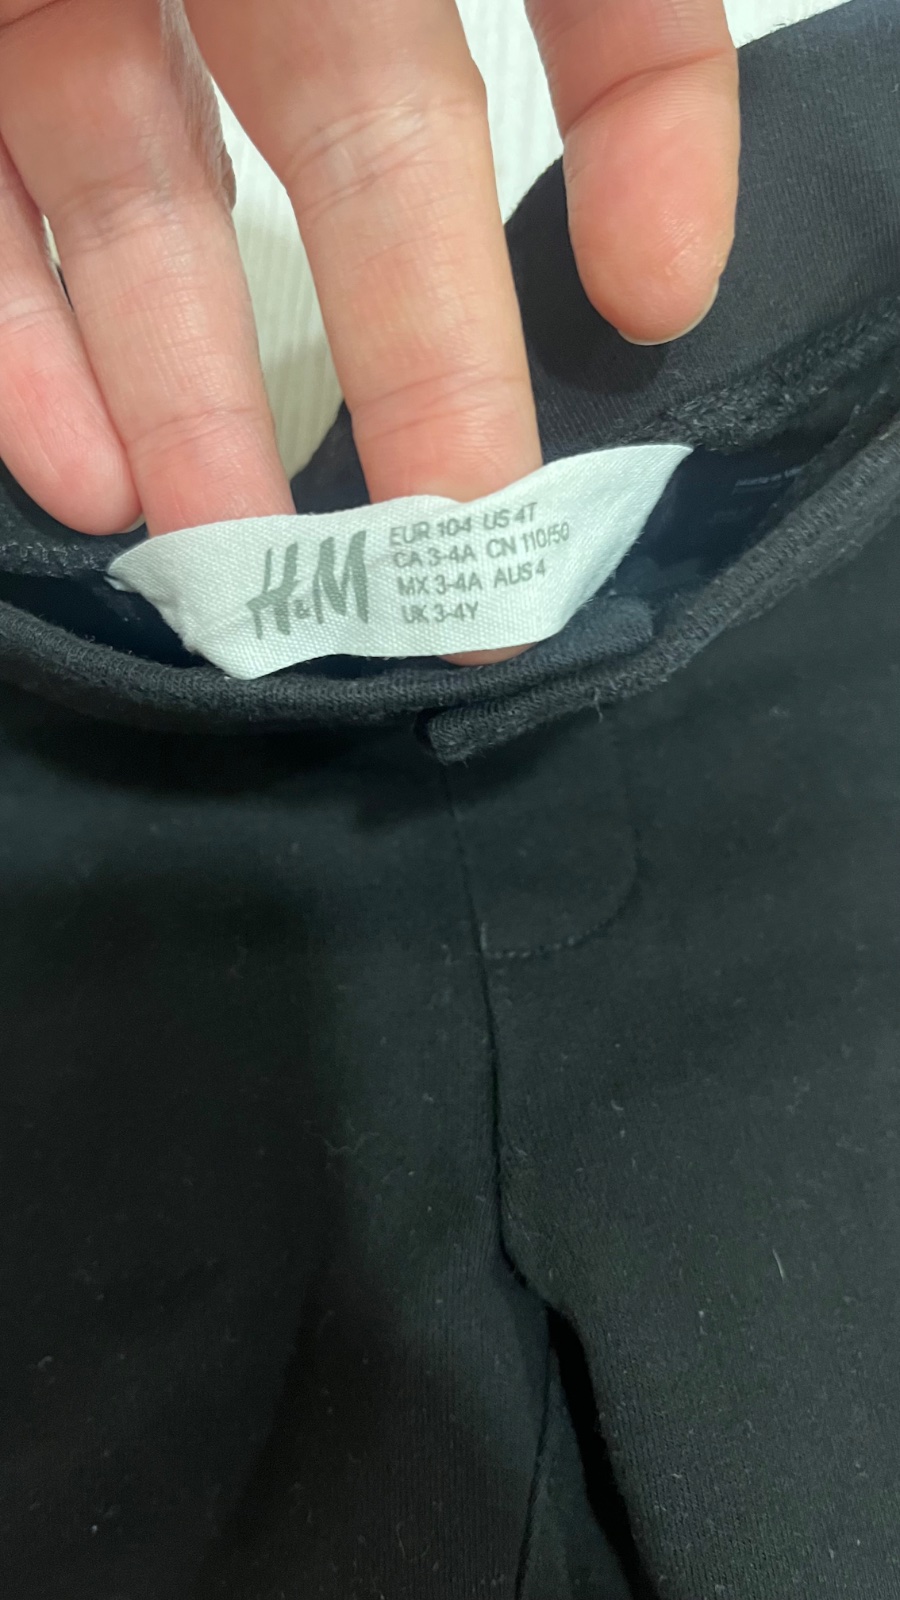 H&M
EUR 104 US 4T
CA 3-4A CN 110/50
MX 3-4A AUS 4
UK 3-4Y